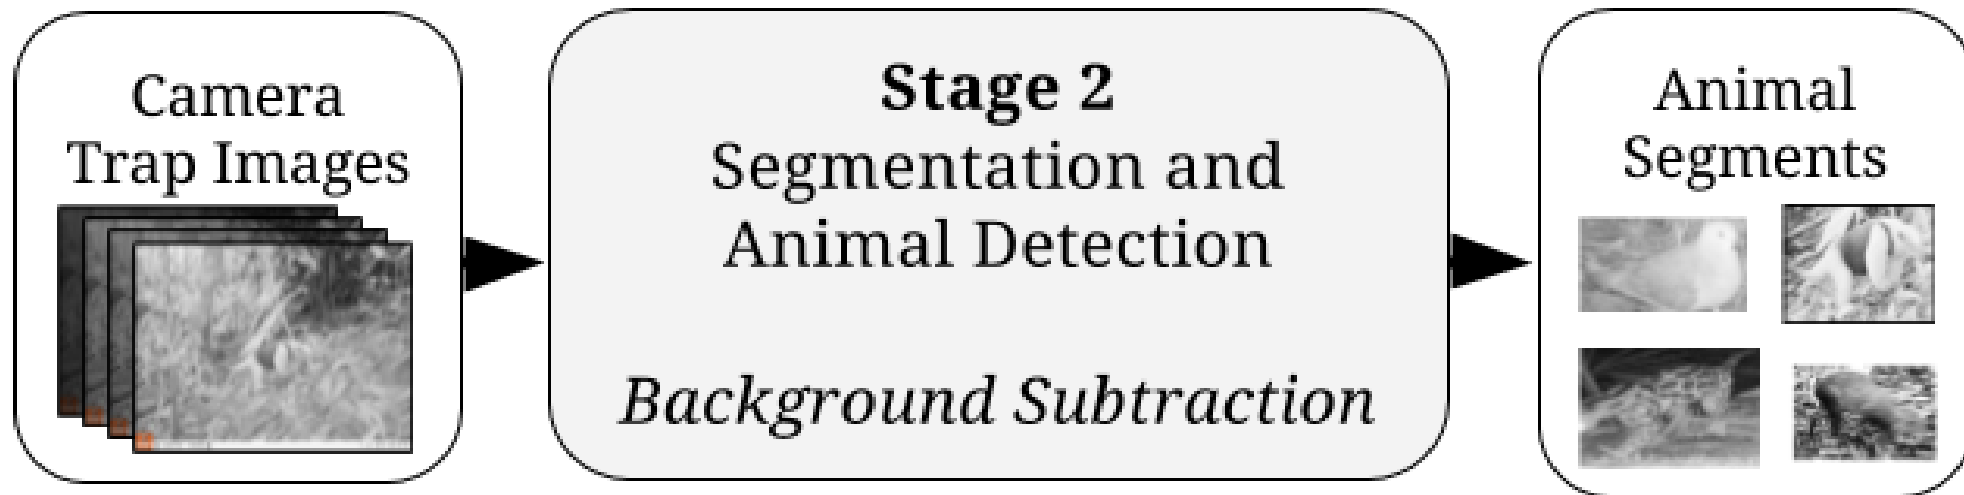 Camera
Trap Images
Stage 2
Segmentation and
Animal Detection
Background Subtraction
Animal
Segments